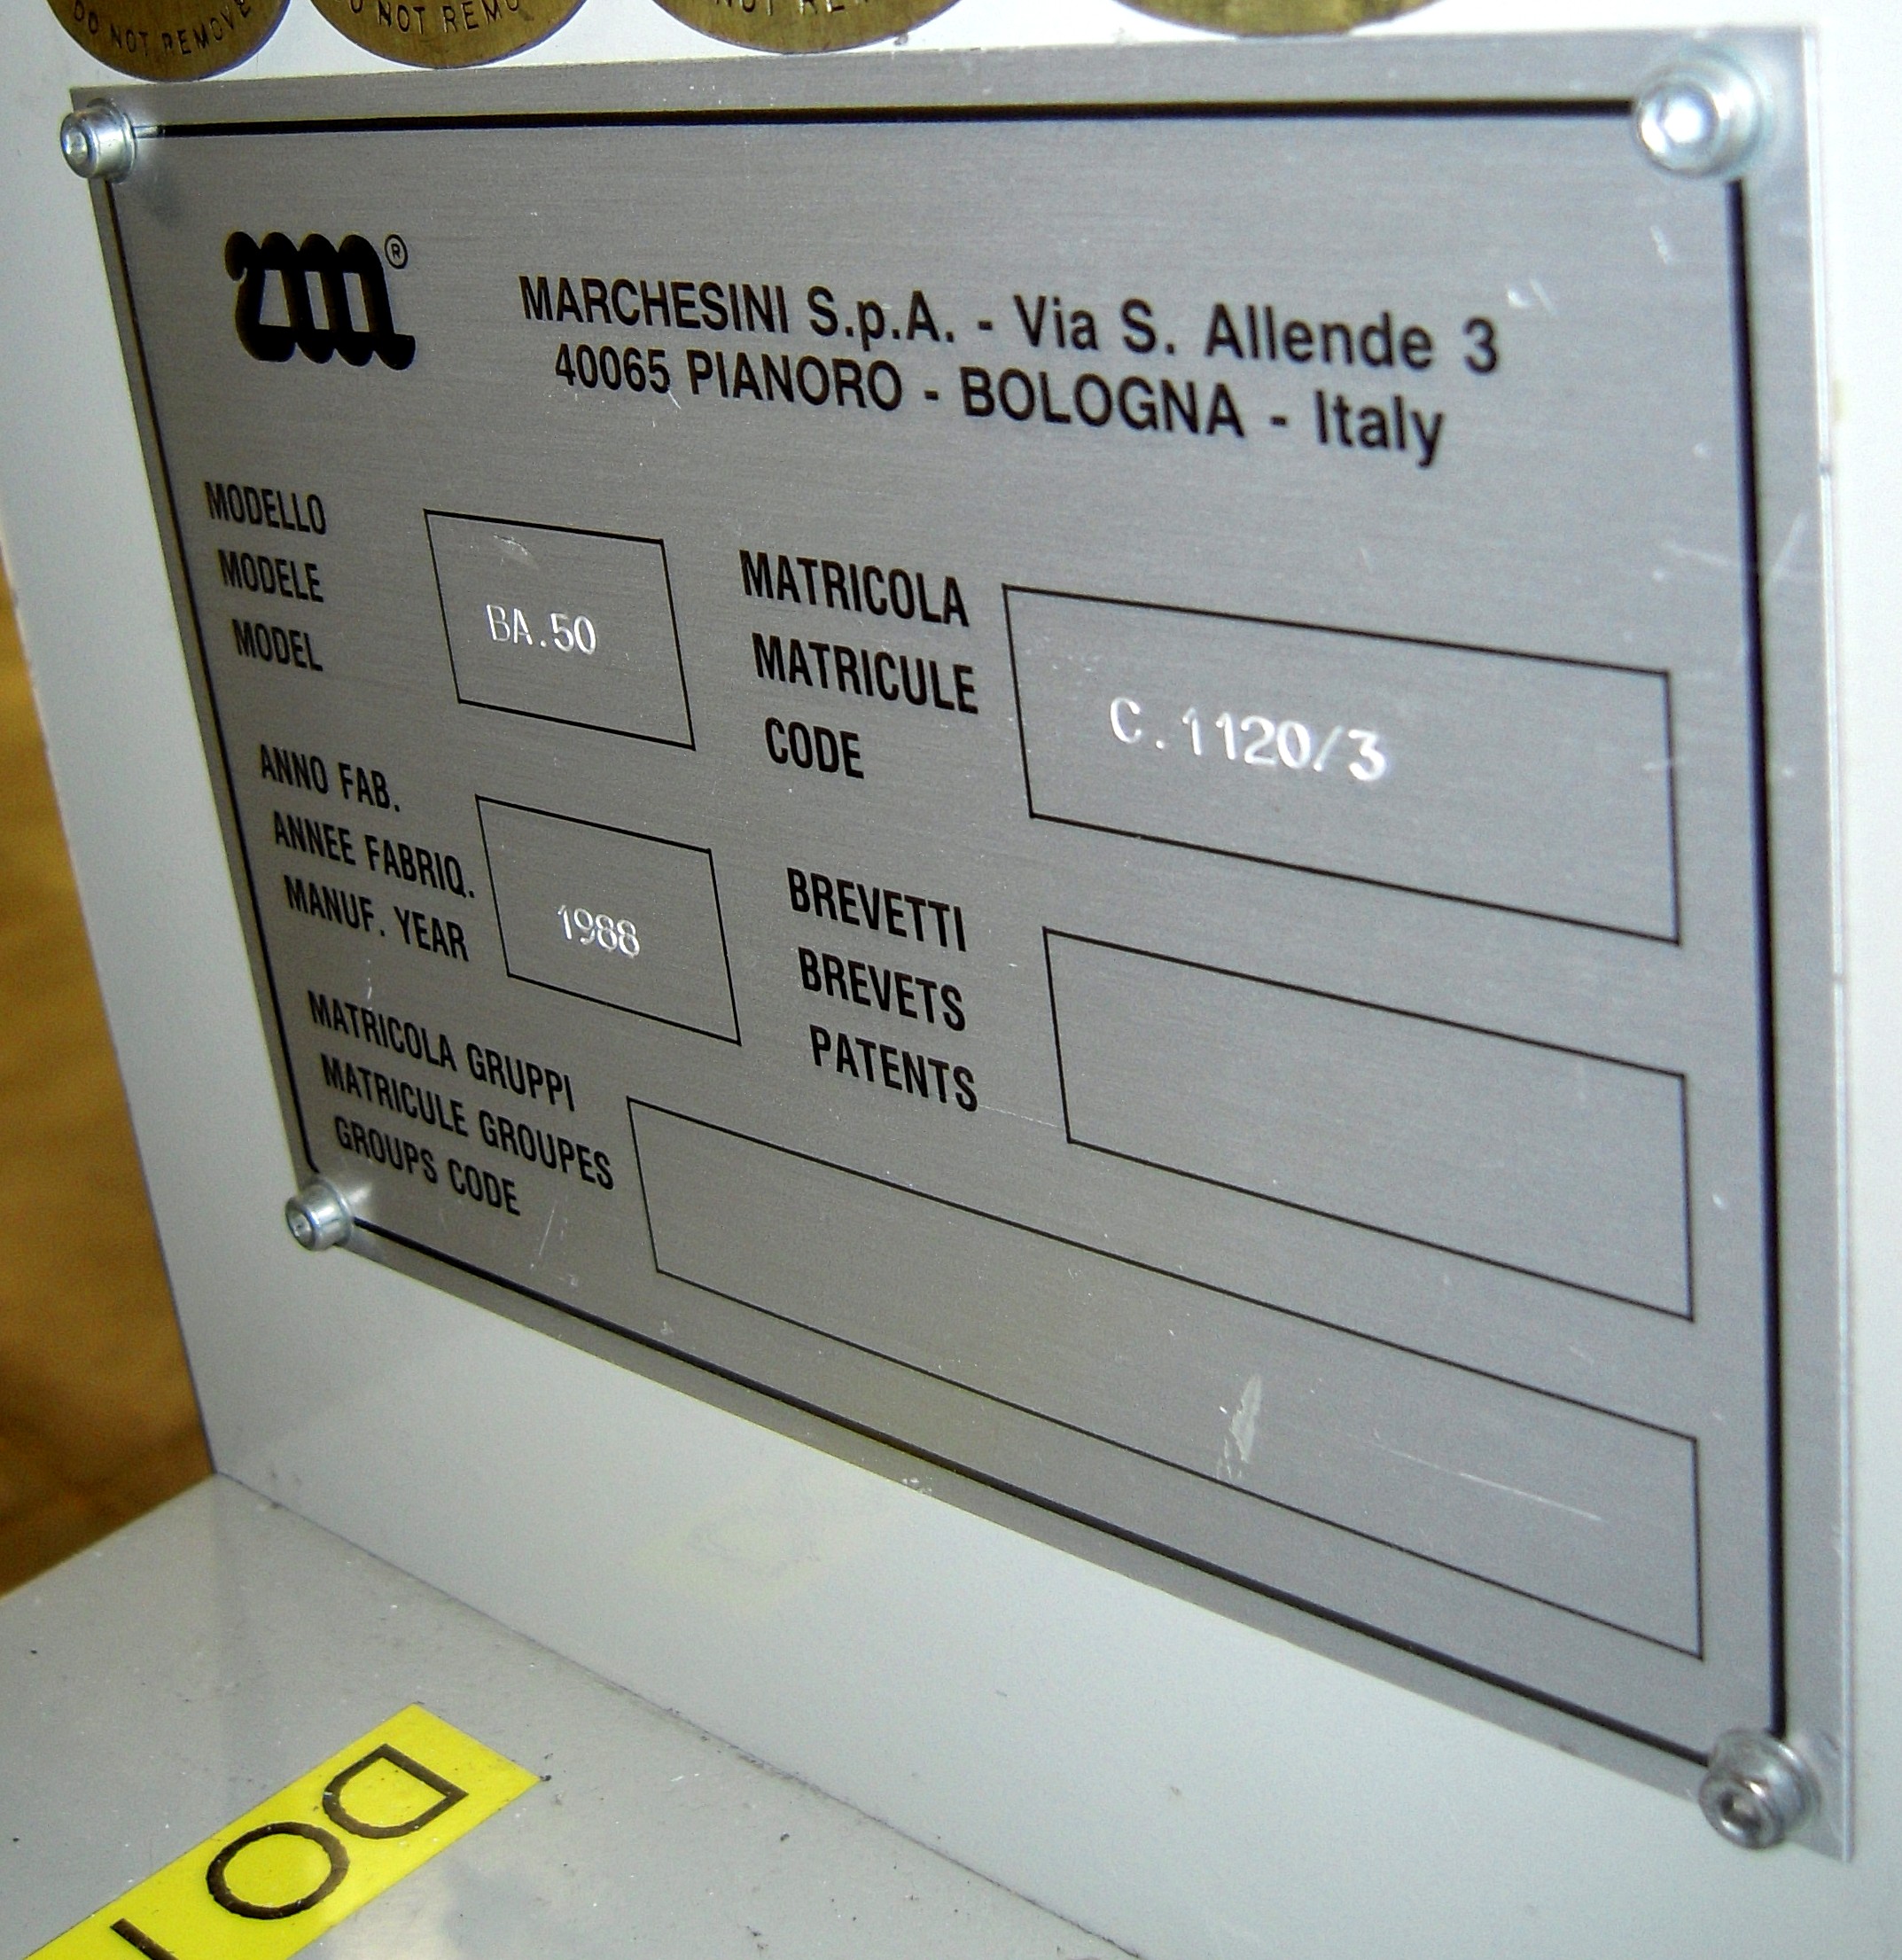 DO NOT REMOVE
NOT REMO
MARCHESINI S.p.A. - Via S. Allende 3
40065 PIANORO - BOLOGNA - Italy
MODELLO
MODELE
MODEL
BA.50
MATRICOLA
MATRICULE
CODE
C.1120/3
ANNO FAB.
ANNEE FABRIQ.
MANUF. YEAR
1988
BREVETTI
BREVETS
PATENTS
MATRICOLA GRUPPI
MATRICULE GROUPES
GROUPS CODE
DO